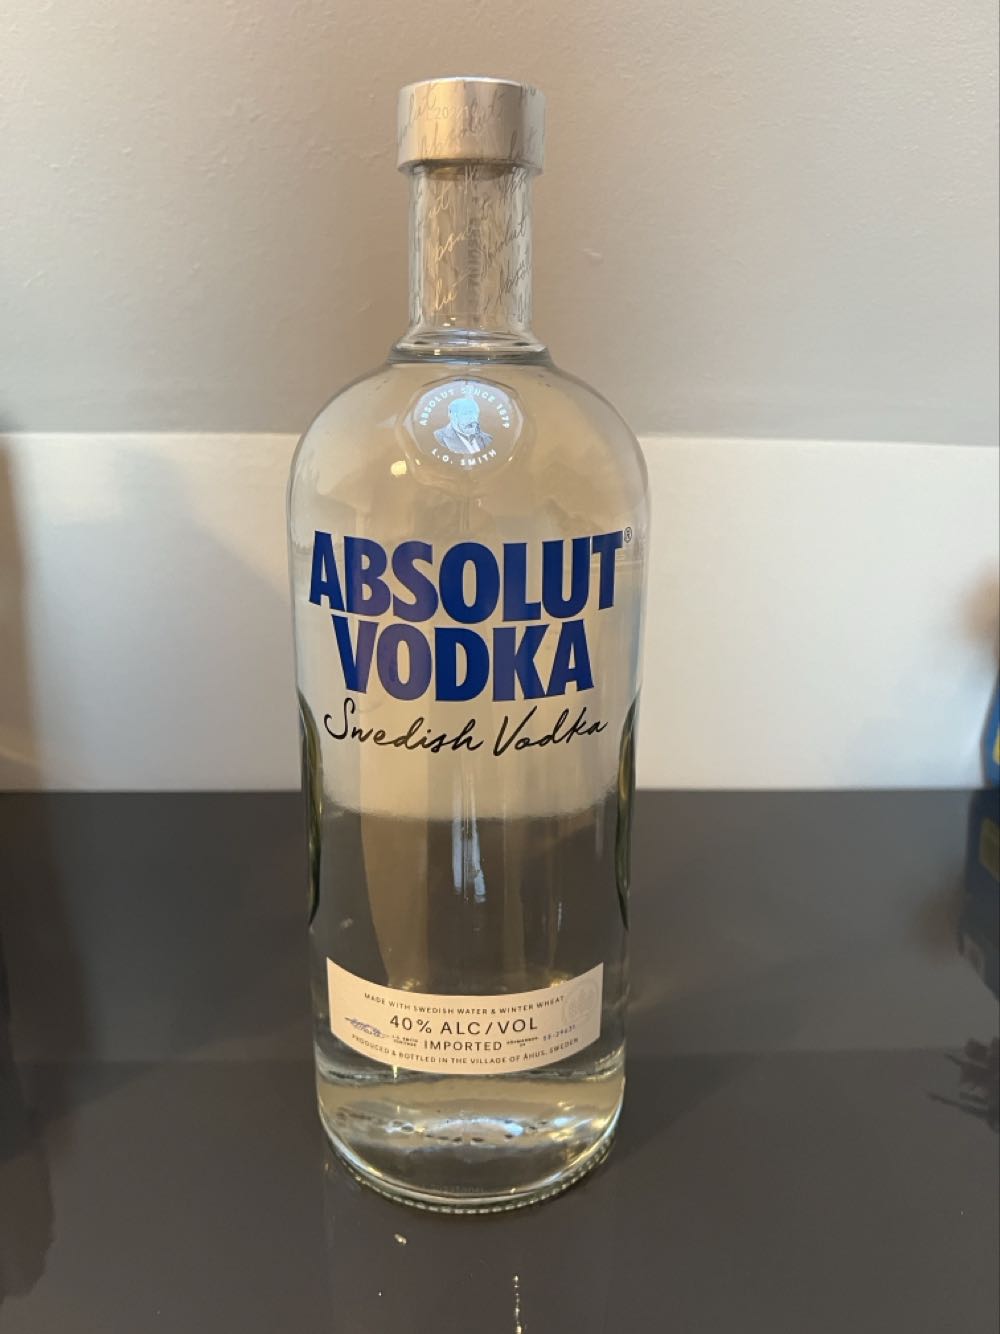 ABSOLUT SINCE 1879
L.O. SMITH
ABSOLUT®
VODKA
Swedish Vodka
MADE WITH SWEDISH WATER & WINTER WHEAT
40% ALC/VOL
IMPORTED
PRODUCED & BOTTLED IN THE VILLAGE OF ÅHUS, SWEDEN